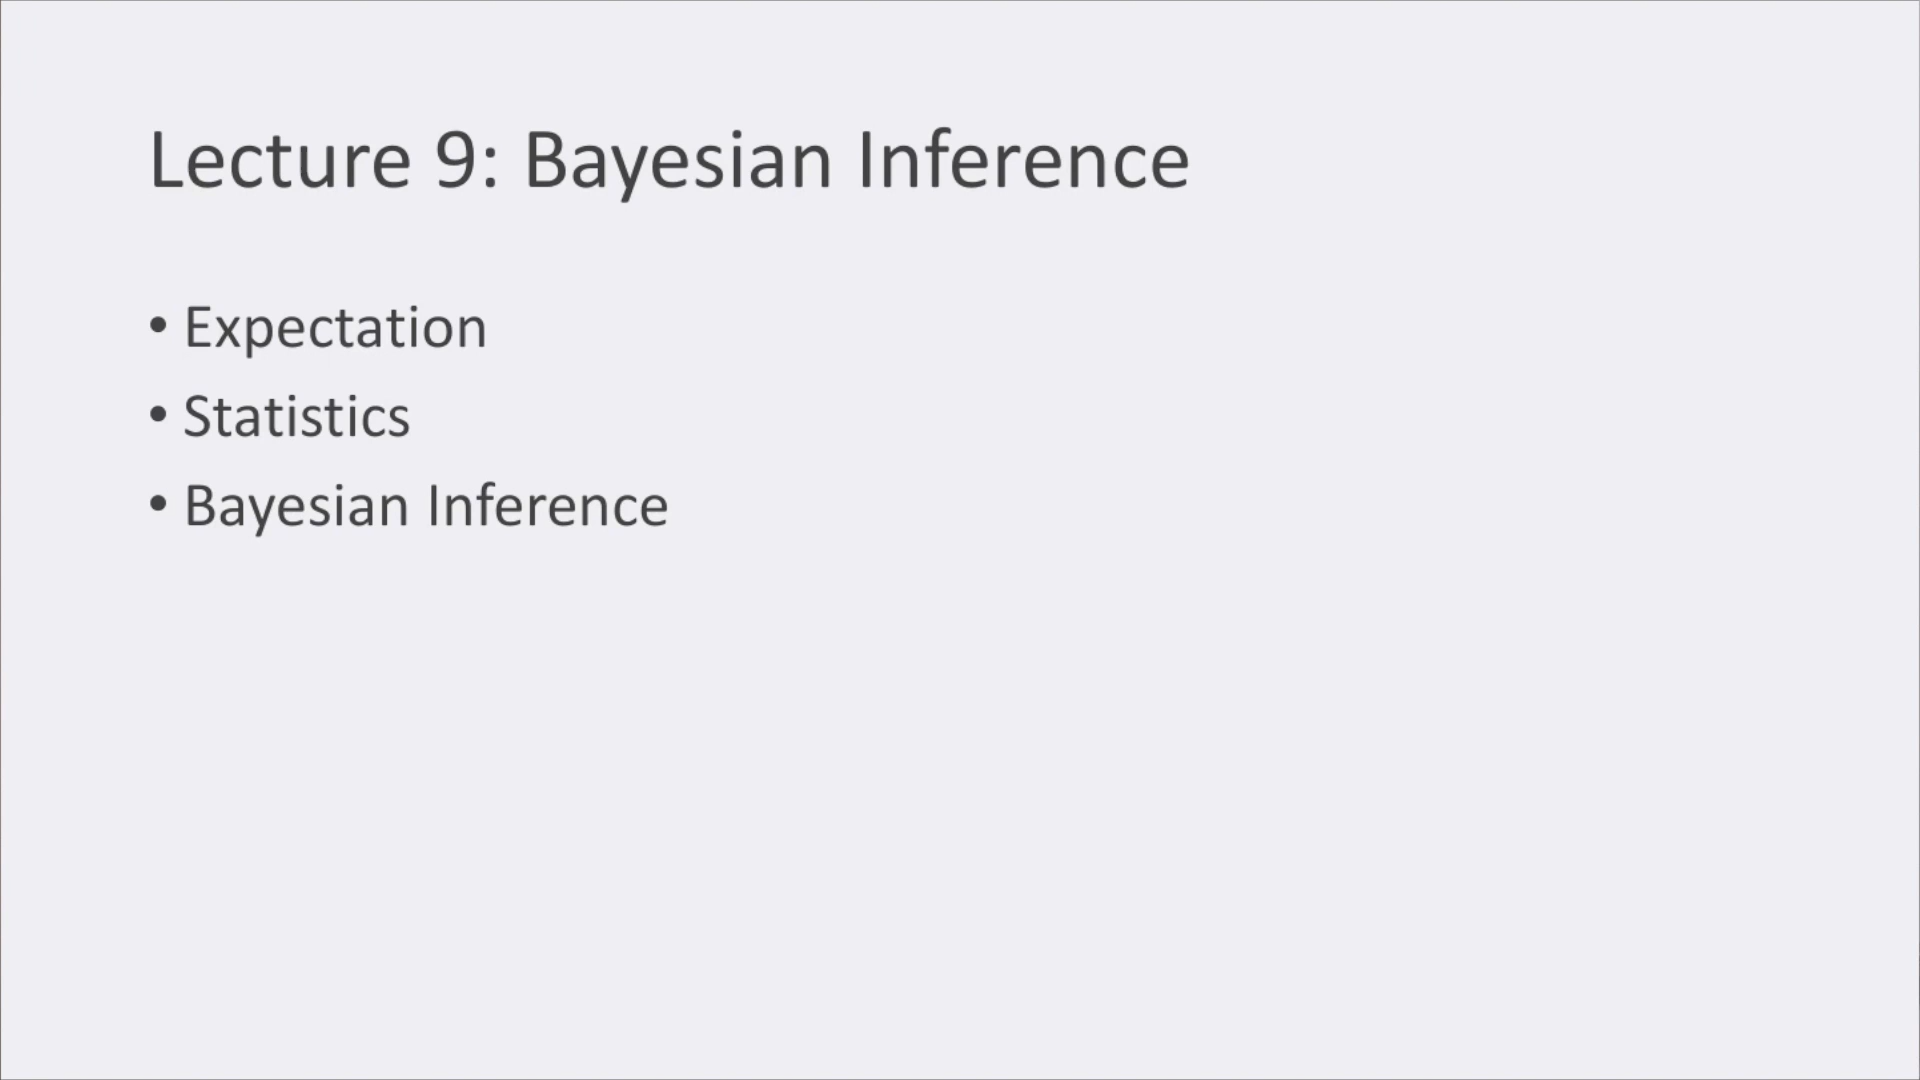 Lecture 9: Bayesian Inference
• Expectation
• Statistics
• Bayesian Inference